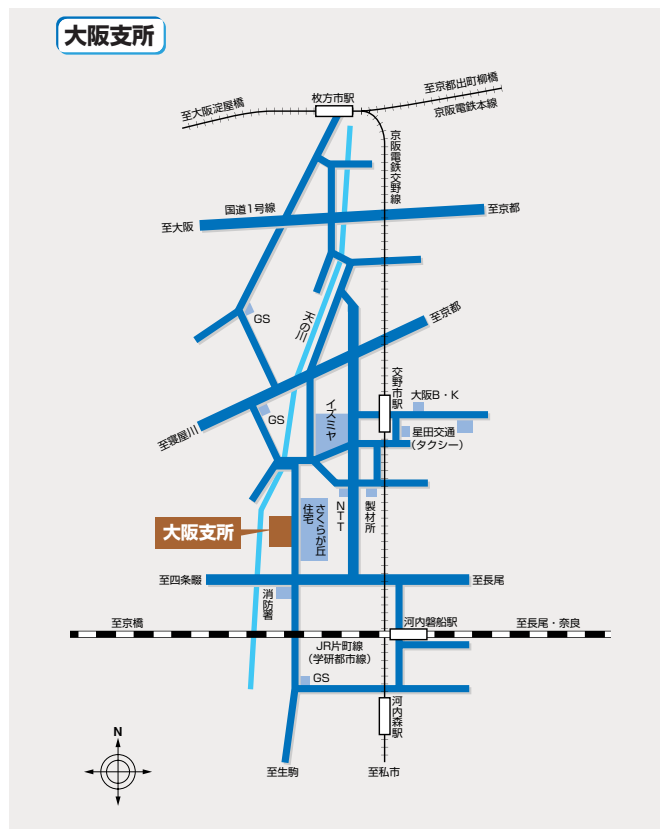 大阪支所
枚方市駅
至京都出町柳橋
至大阪淀屋橋
京阪電鉄本線
京阪電鉄交野線
国道1号線
至京都
至大阪
GS
天の川
至京都
交野市駅
大阪B・K
イズミヤ
GS
星田交通
(タクシー)
至寝屋川
さくらが丘
住宅
NTT
製材所
大阪支所
至四条畷
至長尾
消防署
至京橋
河内磐船駅
至長尾・奈良
JR片町線
(学研都市線)
GS
河内森駅
N
至生駒
至私市